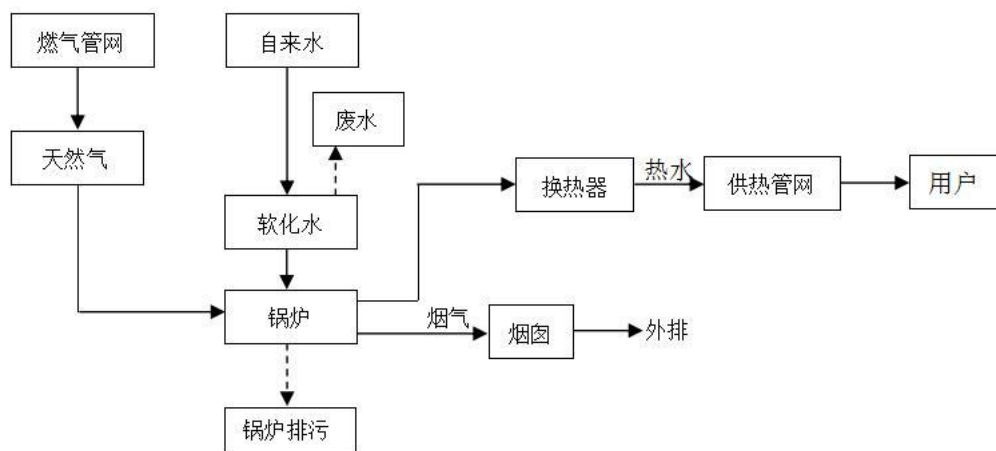 燃气管网
自来水
废水
天然气
换热器
热水
供热管网
用户
软化水
锅炉
烟气
烟囱
外排
锅炉排污